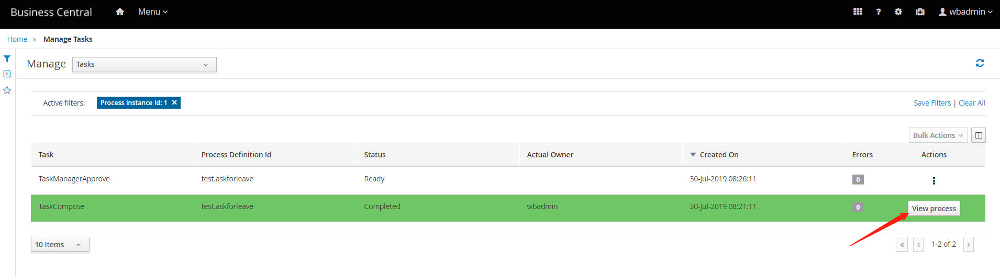 Business Central Menu ? wbadmin
Home » Manage Tasks
Manage Tasks
Active filters: Process Instance Id: 1 × Save Filters | Clear All
Bulk Actions
Task Process Definition Id Status Actual Owner Created On Errors Actions
TaskManagerApprove test.askforleave Ready 30-Jul-2019 08:26:11 0
TaskCompose test.askforleave Completed wbadmin 30-Jul-2019 08:21:11 0 View process
10 Items « ‹ 1-2 of 2 ›